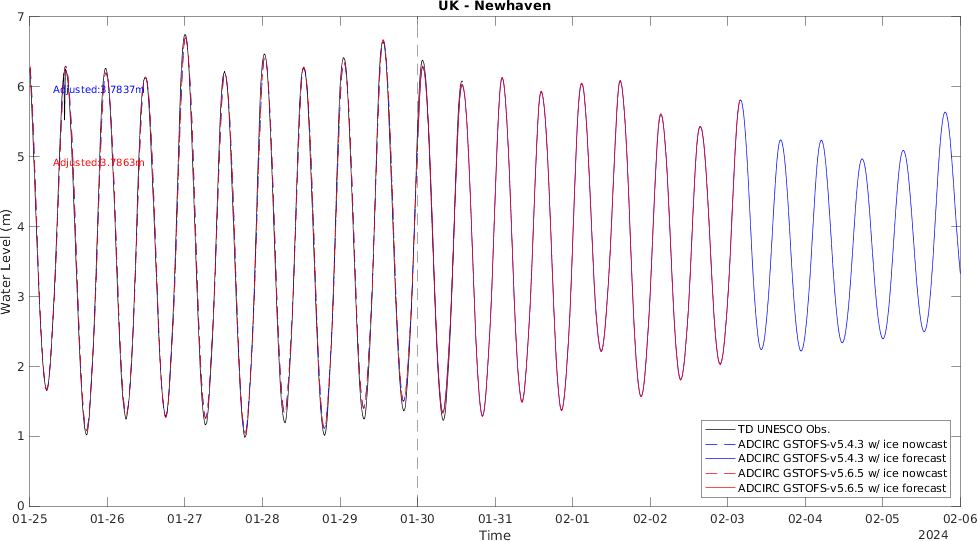 UK - Newhaven
7
6
5
4
3
2
1
0
Water Level (m)
Adjusted:3.7837m
Adjusted:3.7863m
TD UNESCO Obs.
ADCIRC GSTOFS-v5.4.3 w/ ice nowcast
ADCIRC GSTOFS-v5.4.3 w/ ice forecast
ADCIRC GSTOFS-v5.6.5 w/ ice nowcast
ADCIRC GSTOFS-v5.6.5 w/ ice forecast
01-25 01-26 01-27 01-28 01-29 01-30 01-31 02-01 02-02 02-03 02-04 02-05 02-06
Time
2024